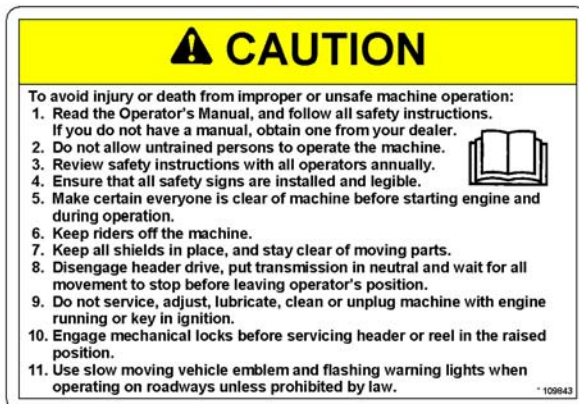 CAUTION
To avoid injury or death from improper or unsafe machine operation:
1. Read the Operator's Manual, and follow all safety instructions.
If you do not have a manual, obtain one from your dealer.
2. Do not allow untrained persons to operate the machine.
3. Review safety instructions with all operators annually.
4. Ensure that all safety signs are installed and legible.
5. Make certain everyone is clear of machine before starting engine and
during operation.
6. Keep riders off the machine.
7. Keep all shields in place, and stay clear of moving parts.
8. Disengage header drive, put transmission in neutral and wait for all
movement to stop before leaving operator's position.
9. Do not service, adjust, lubricate, clean or unplug machine with engine
running or key in ignition.
10. Engage mechanical locks before servicing header or reel in the raised
position.
11. Use slow moving vehicle emblem and flashing warning lights when
operating on roadways unless prohibited by law.
* 109843